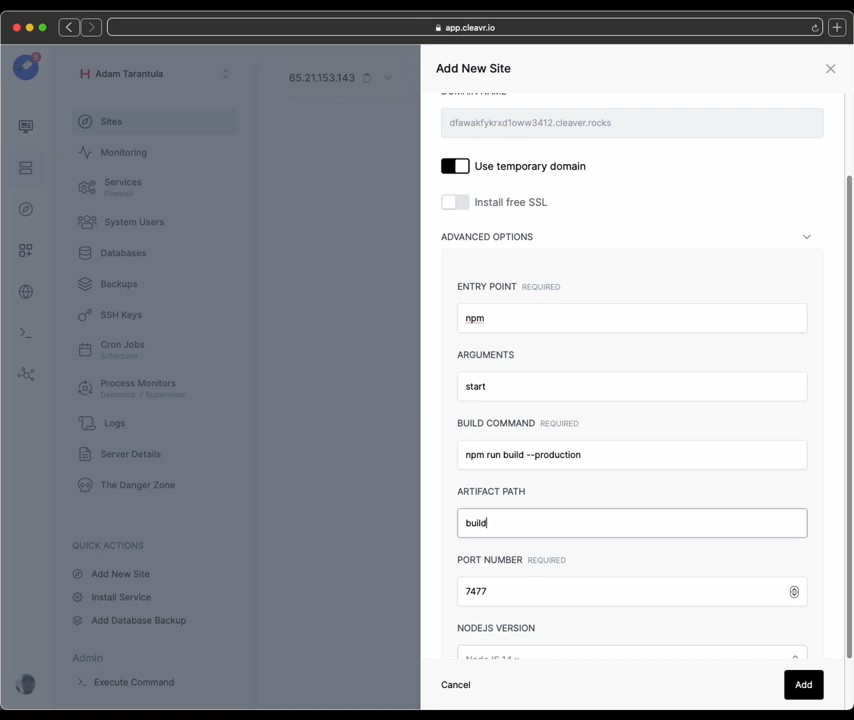 app.cleavr.io
Adam Tarantula
65.21.153.143
Sites
Monitoring
Services
Firewall
System Users
Databases
Backups
SSH Keys
Cron Jobs
Scheduler
Process Monitors
Daemons / Supervisor
Logs
Server Details
The Danger Zone
QUICK ACTIONS
Add New Site
Install Service
Add Database Backup
Admin
Execute Command
Add New Site
DOMAIN NAME
dfawakfykrxd1oww3412.cleaver.rocks
Use temporary domain
Install free SSL
ADVANCED OPTIONS
ENTRY POINT REQUIRED
npm
ARGUMENTS
start
BUILD COMMAND REQUIRED
npm run build --production
ARTIFACT PATH
build
PORT NUMBER REQUIRED
7477
NODEJS VERSION
NodeJS 14.x
Cancel
Add